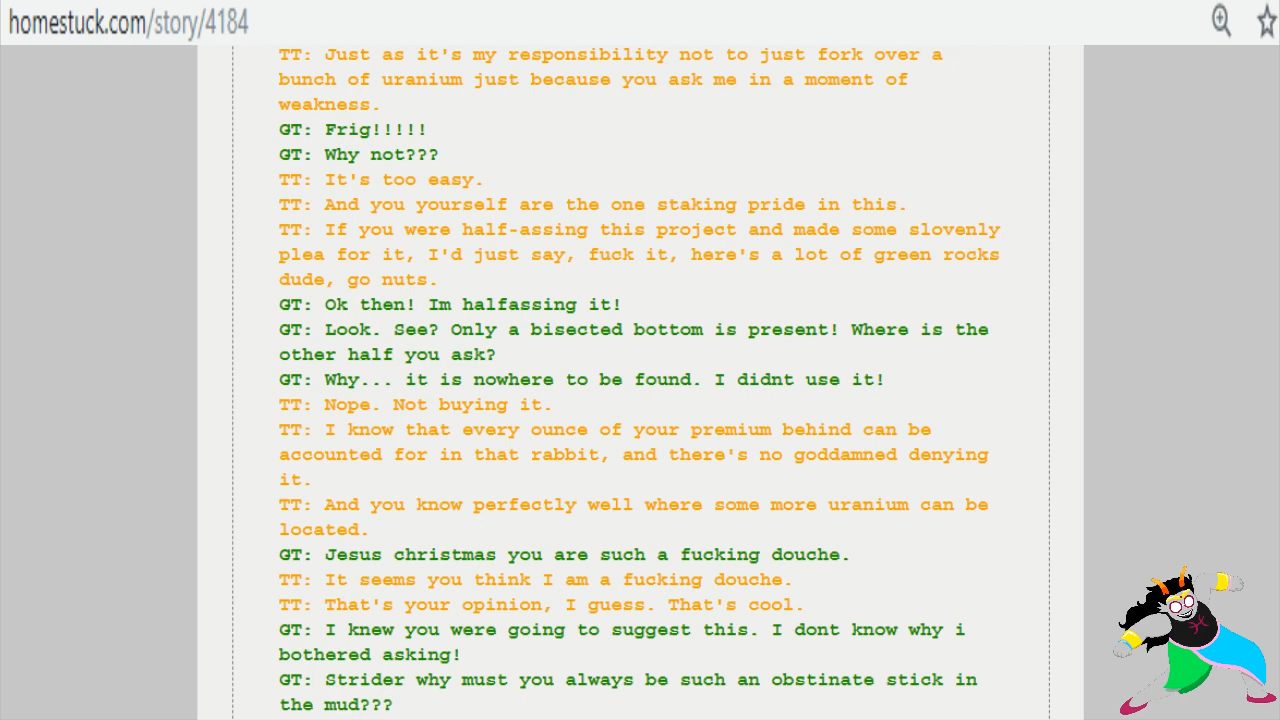 homestuck.com/story/4184
TT: Just as it's my responsibility not to just fork over a
bunch of uranium just because you ask me in a moment of
weakness.
GT: Frig!!!!!
GT: Why not???
TT: It's too easy.
TT: And you yourself are the one staking pride in this.
TT: If you were half-assing this project and made some slovenly
plea for it, I'd just say, fuck it, here's a lot of green rocks
dude, go nuts.
GT: Ok then! Im halfassing it!
GT: Look. See? Only a bisected bottom is present! Where is the
other half you ask?
GT: Why... it is nowhere to be found. I didnt use it!
TT: Nope. Not buying it.
TT: I know that every ounce of your premium behind can be
accounted for in that rabbit, and there's no goddamned denying
it.
TT: And you know perfectly well where some more uranium can be
located.
GT: Jesus christmas you are such a fucking douche.
TT: It seems you think I am a fucking douche.
TT: That's your opinion, I guess. That's cool.
GT: I knew you were going to suggest this. I dont know why i
bothered asking!
GT: Strider why must you always be such an obstinate stick in
the mud???